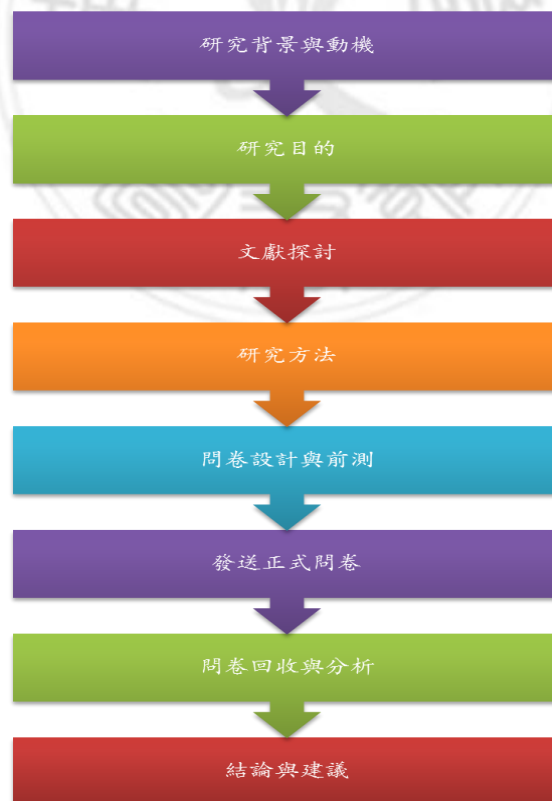 研究背景與動機
研究目的
文獻探討
研究方法
問卷設計與前測
發送正式問卷
問卷回收與分析
結論與建議